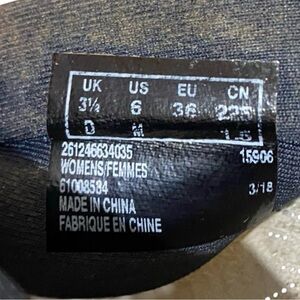 UK US EU CN
3½ 6 36 225
D M 1.5
261246634035 15906
WOMENS/FEMMES
61008584 3/18
MADE IN CHINA
FABRIQUE EN CHINE